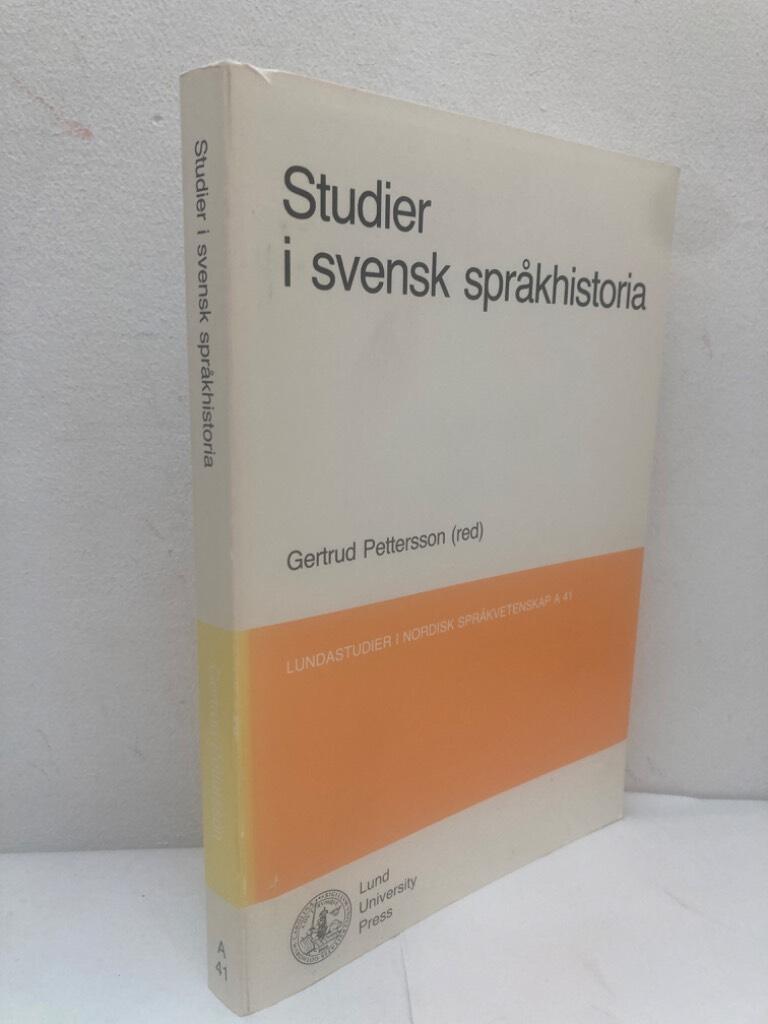 Studier i svensk språkhistoria
A
41
Studier
i svensk språkhistoria
Gertrud Pettersson (red)
LUNDASTUDIER I NORDISK SPRÅKVETENSKAP A 41
Lund
University
Press